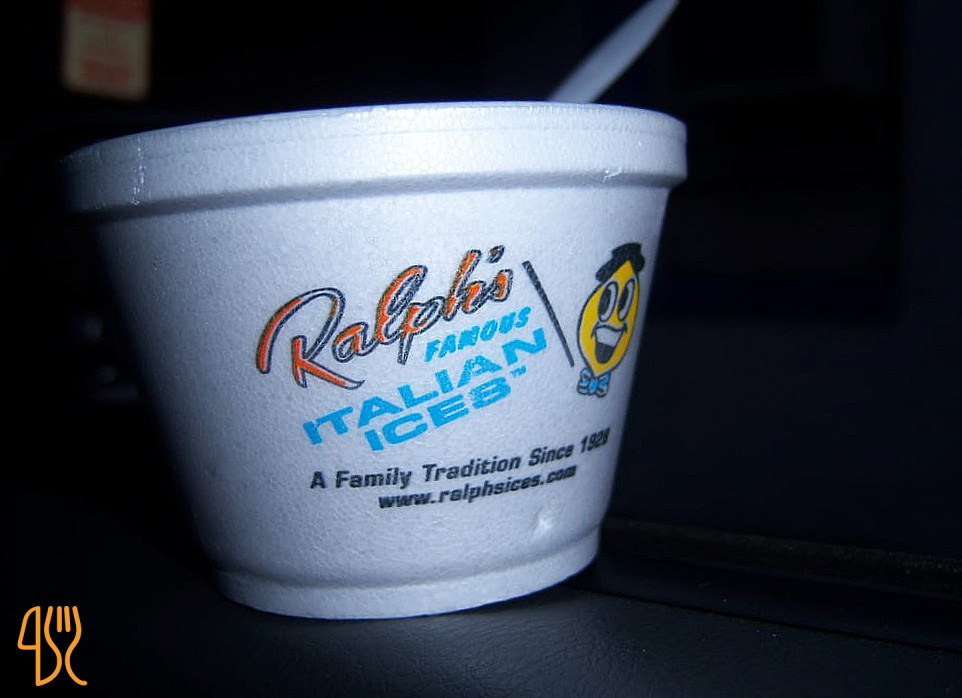 Ralph's
FAMOUS
ITALIAN
ICES™
A Family Tradition Since 1928
www.ralphsices.com